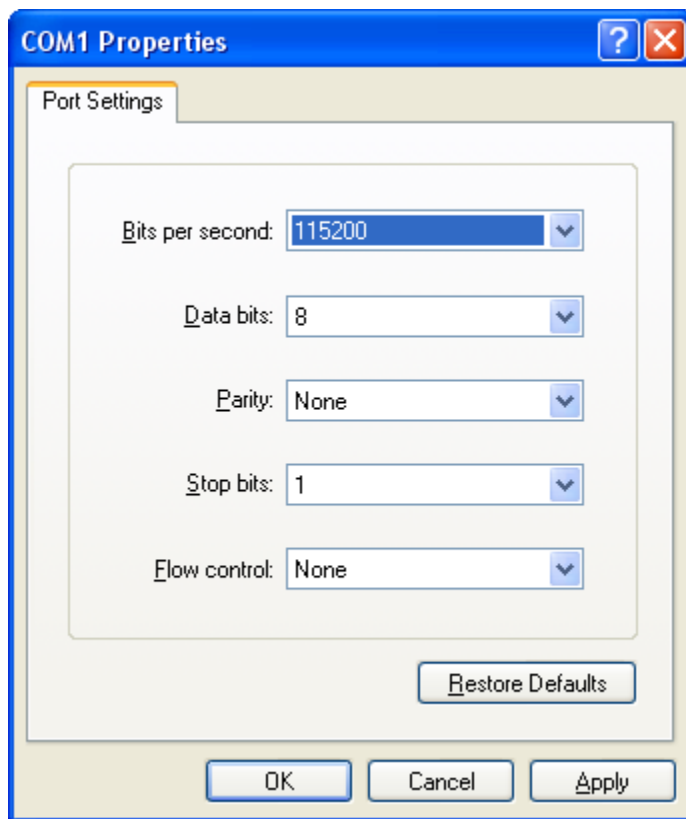 COM1 Properties
Port Settings
Bits per second: 115200
Data bits: 8
Parity: None
Stop bits: 1
Flow control: None
Restore Defaults
OK Cancel Apply